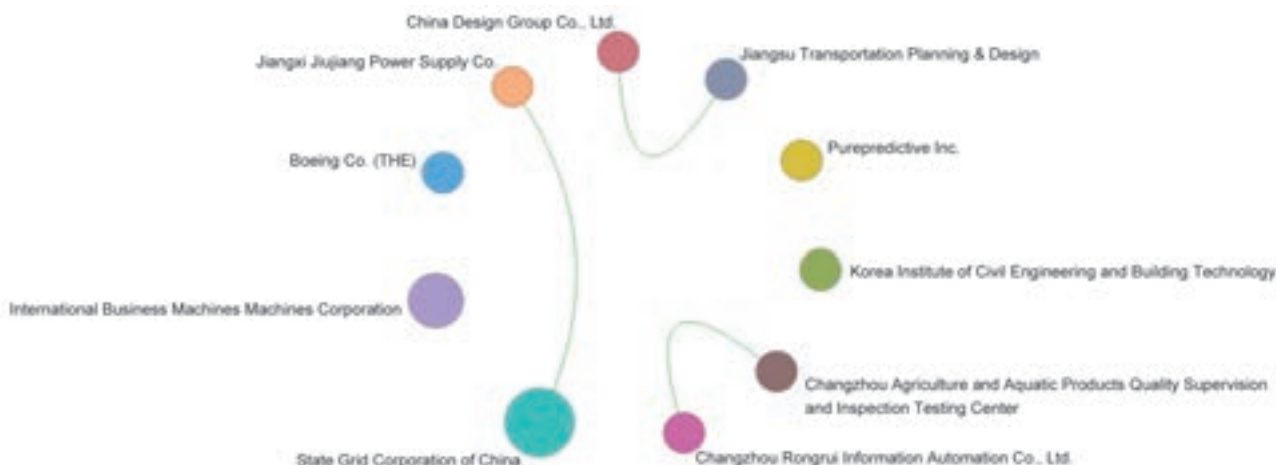 China Design Group Co., Ltd.
Jiangxi Jiujiang Power Supply Co.
Jiangsu Transportation Planning & Design
Boeing Co. (THE)
Purepredictive Inc.
Korea Institute of Civil Engineering and Building Technology
International Business Machines Machines Corporation
Changzhou Agriculture and Aquatic Products Quality Supervision
and Inspection Testing Center
State Grid Corporation of China
Changzhou Rongrui Information Automation Co., Ltd.